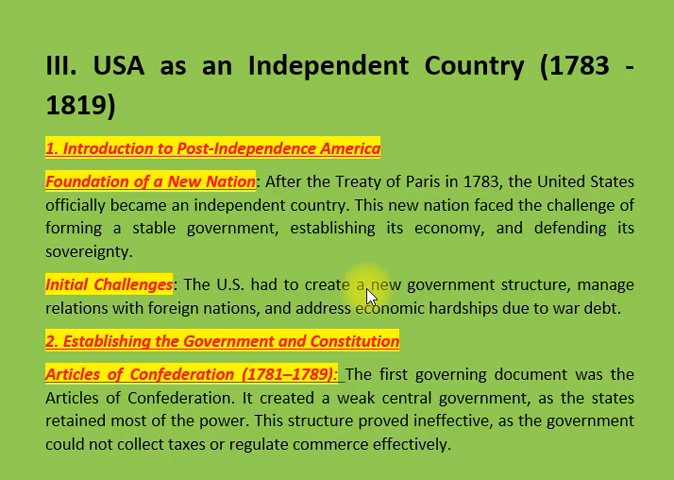 III. USA as an Independent Country (1783 -
1819)
1. Introduction to Post-Independence America
Foundation of a New Nation: After the Treaty of Paris in 1783, the United States
officially became an independent country. This new nation faced the challenge of
forming a stable government, establishing its economy, and defending its
sovereignty.
Initial Challenges: The U.S. had to create a new government structure, manage
relations with foreign nations, and address economic hardships due to war debt.
2. Establishing the Government and Constitution
Articles of Confederation (1781–1789): The first governing document was the
Articles of Confederation. It created a weak central government, as the states
retained most of the power. This structure proved ineffective, as the government
could not collect taxes or regulate commerce effectively.